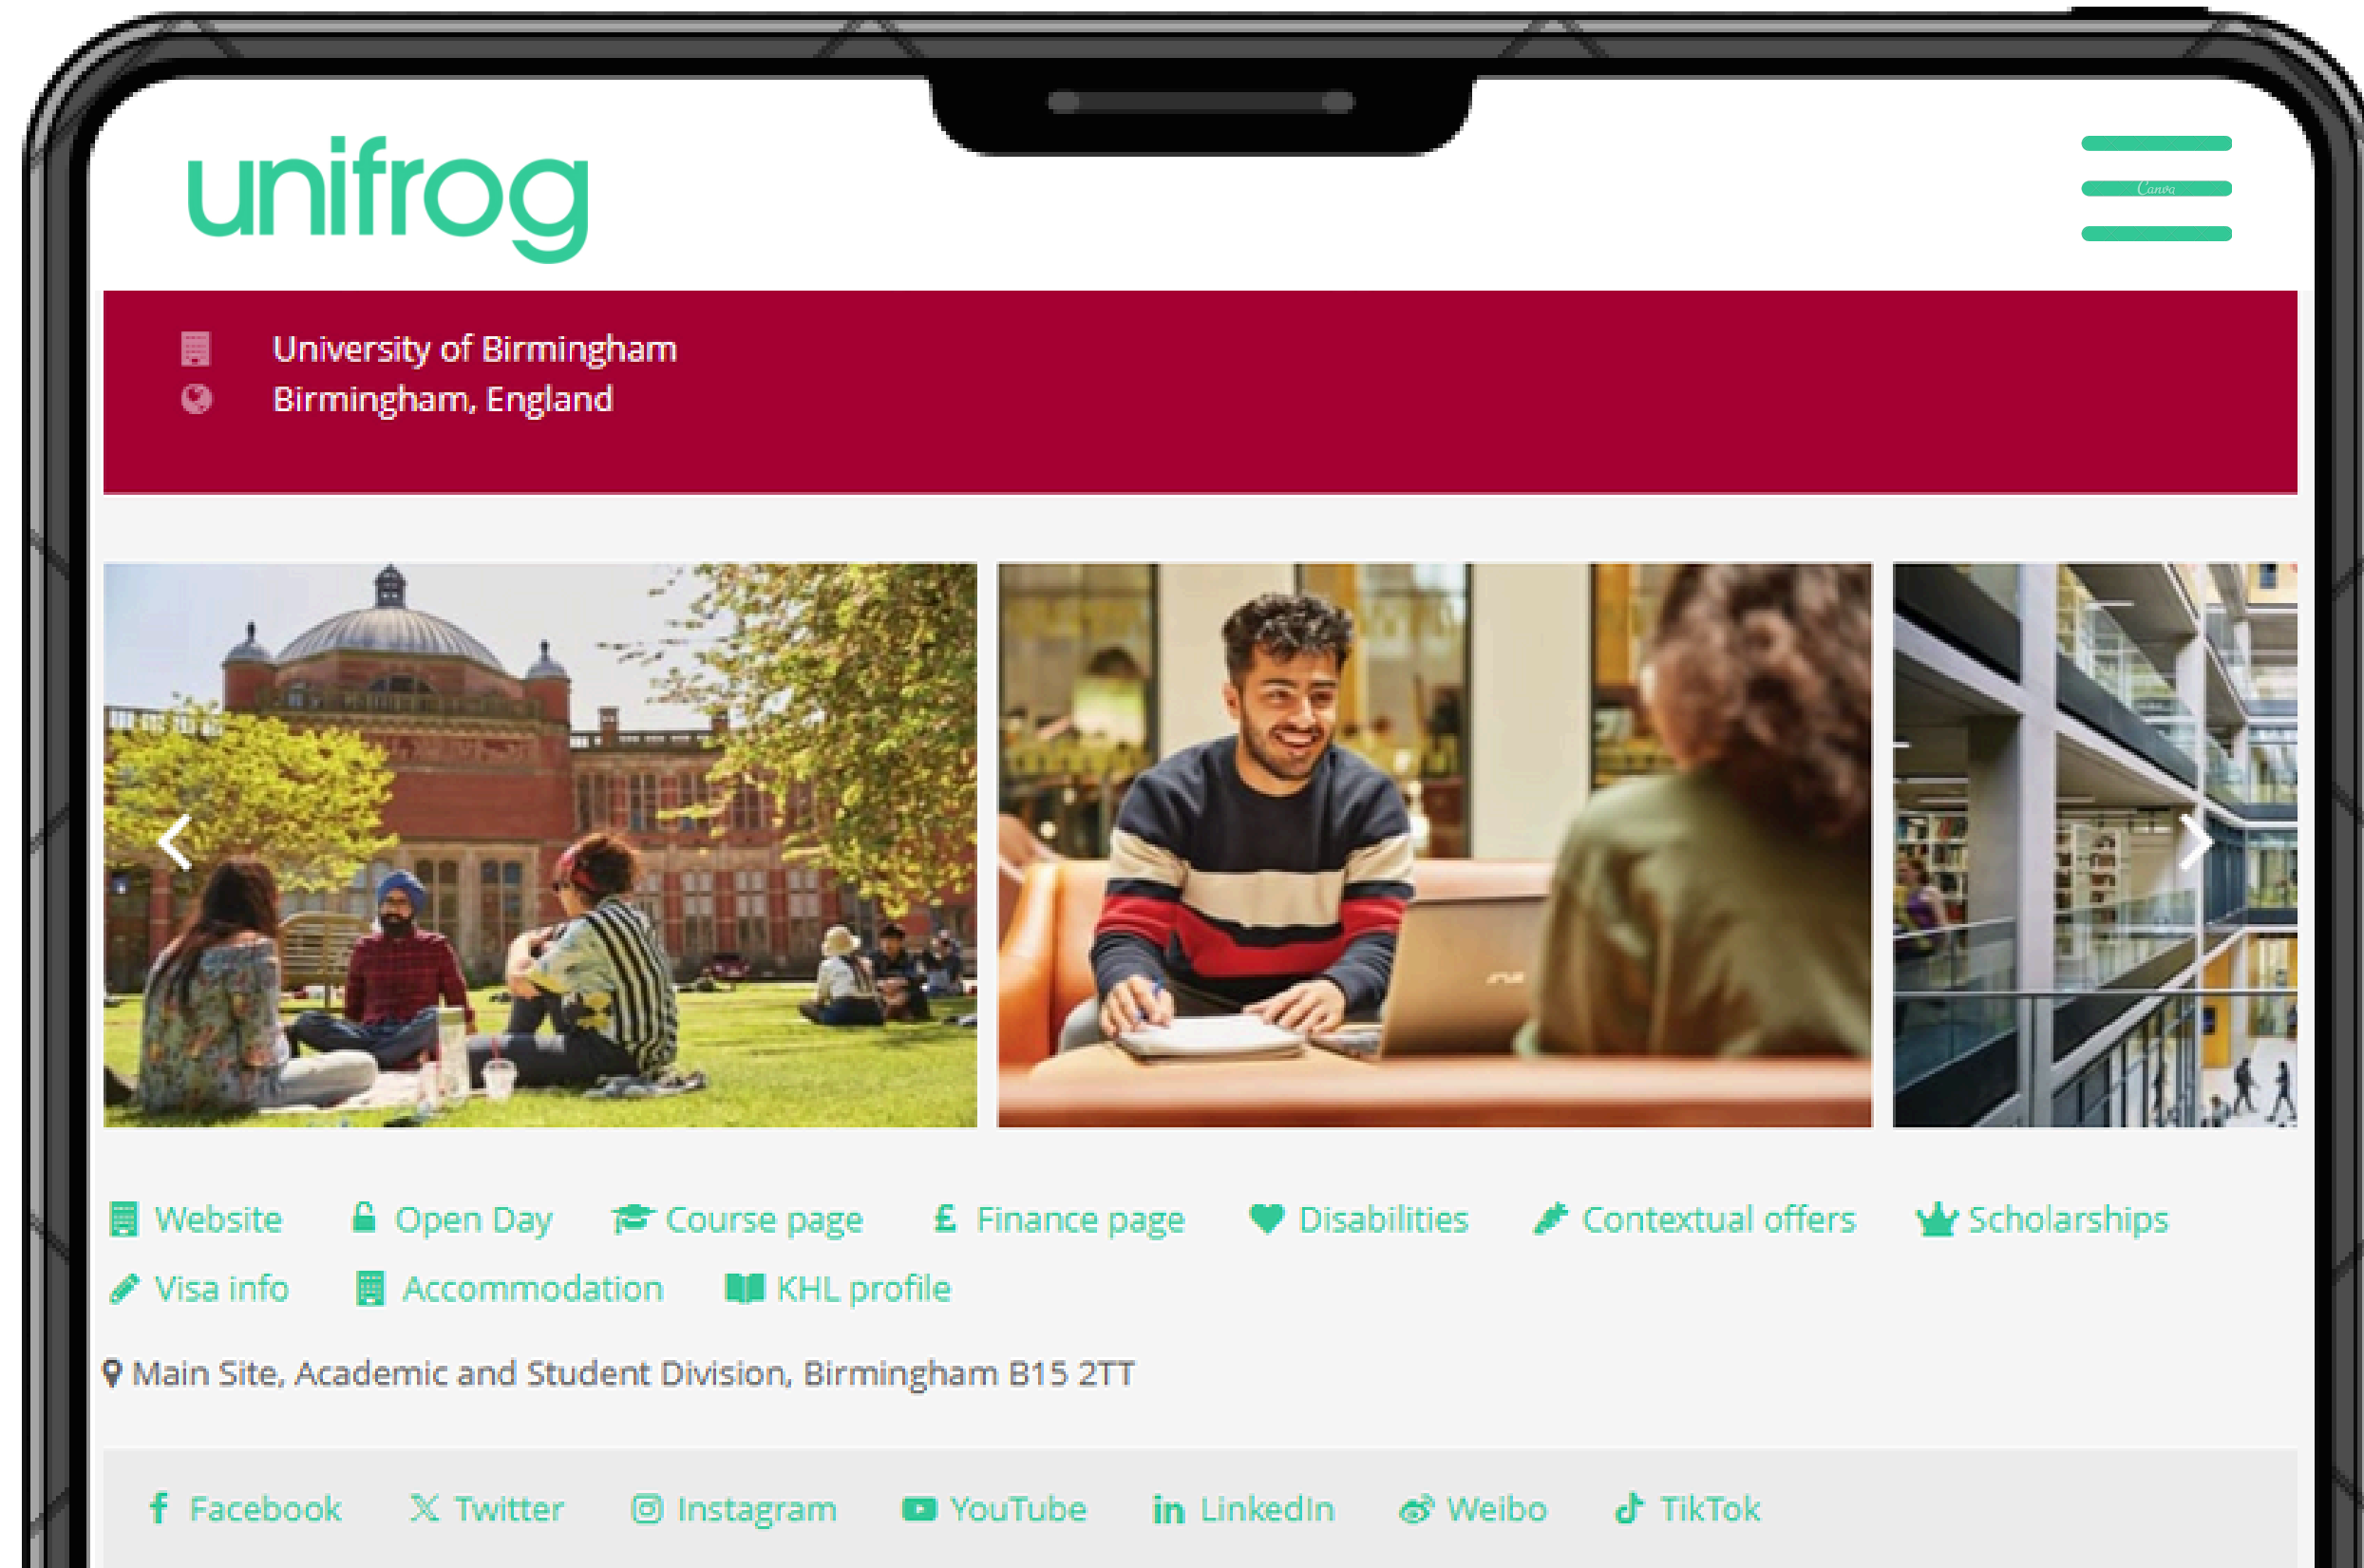 unifrog
Canva
University of Birmingham
Birmingham, England
Website Open Day Course page £ Finance page Disabilities Contextual offers Scholarships
Visa info Accommodation KHL profile
Main Site, Academic and Student Division, Birmingham B15 2TT
Facebook Twitter Instagram YouTube LinkedIn Weibo TikTok